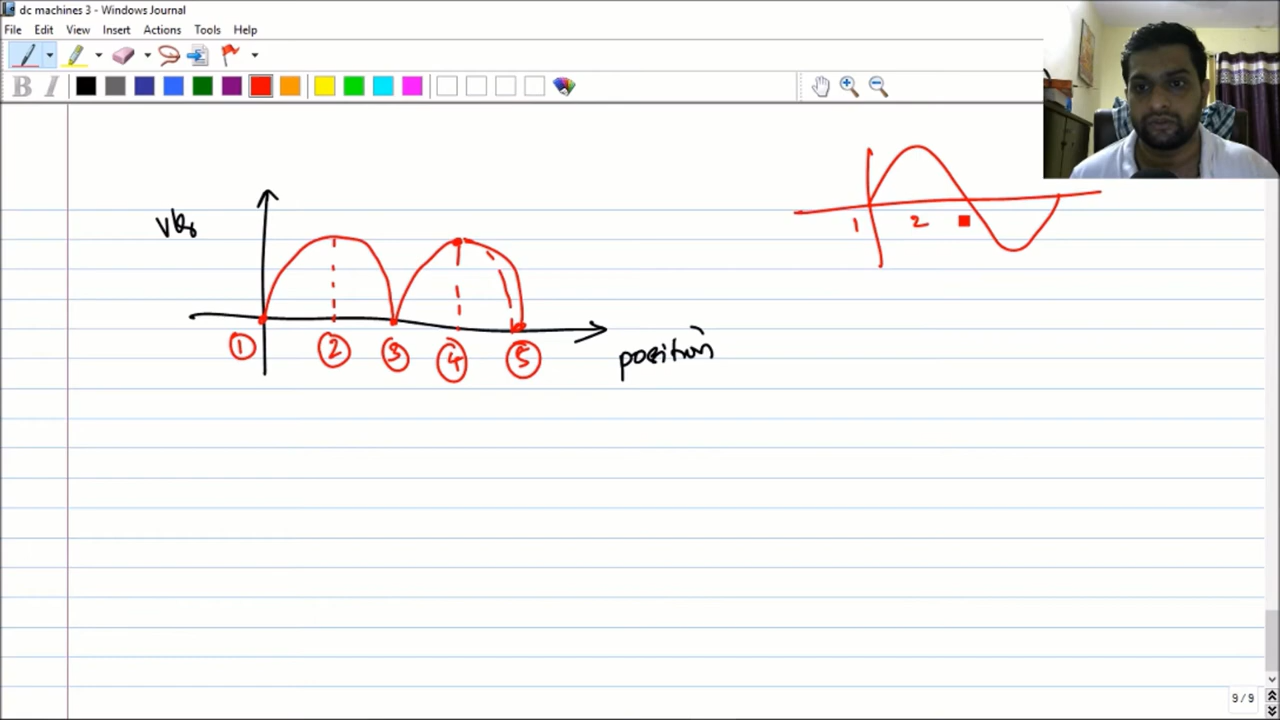 dc machines 3 - Windows Journal
File Edit View Insert Actions Tools Help
B I
1 2
① ② ③ ④ ⑤
position
9 / 9